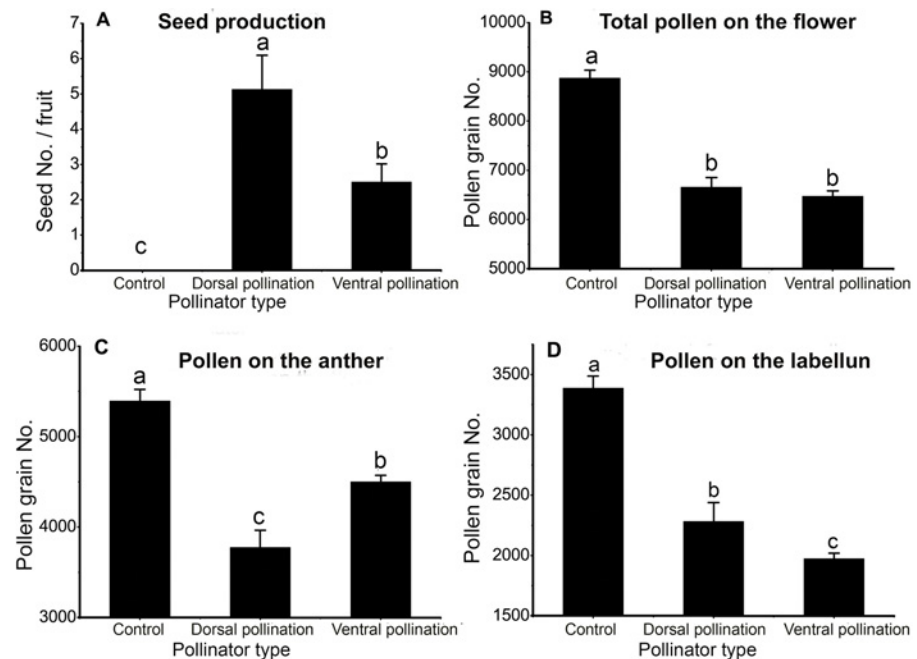 A Seed production
7
6
5
4
3
2
1
0
Seed No. / fruit
c
a
b
Control Dorsal pollination Ventral pollination
Pollinator type
B Total pollen on the flower
10000
9000
8000
7000
6000
5000
Pollen grain No.
a
b
b
Control Dorsal pollination Ventral pollination
Pollinator type
C Pollen on the anther
6000
5000
4000
3000
Pollen grain No.
a
c
b
Control Dorsal pollination Ventral pollination
Pollinator type
D Pollen on the labellun
3500
3000
2500
2000
1500
Pollen grain No.
a
b
c
Control Dorsal pollination Ventral pollination
Pollinator type